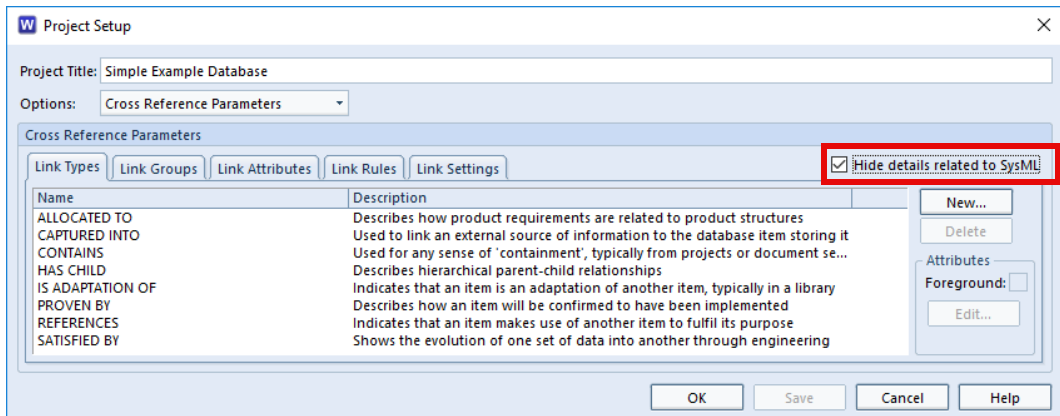 W Project Setup
Project Title: Simple Example Database
Options: Cross Reference Parameters
Cross Reference Parameters
Link Types Link Groups Link Attributes Link Rules Link Settings Hide details related to SysML
Name Description
ALLOCATED TO Describes how product requirements are related to product structures
CAPTURED INTO Used to link an external source of information to the database item storing it
CONTAINS Used for any sense of 'containment', typically from projects or document se...
HAS CHILD Describes hierarchical parent-child relationships
IS ADAPTATION OF Indicates that an item is an adaptation of another item, typically in a library
PROVEN BY Describes how an item will be confirmed to have been implemented
REFERENCES Indicates that an item makes use of another item to fulfil its purpose
SATISFIED BY Shows the evolution of one set of data into another through engineering
New...
Delete
Attributes
Foreground:
Edit...
OK Save Cancel Help